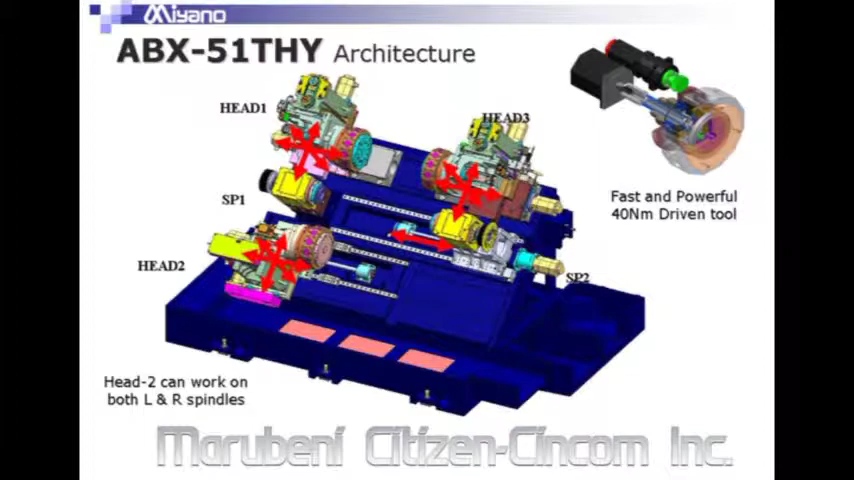 Miyano
ABX-51THY Architecture
HEAD1
HEAD3
SP1
HEAD2
SP2
Fast and Powerful
40Nm Driven tool
Head-2 can work on
both L & R spindles
Marubeni Citizen-Cincom Inc.